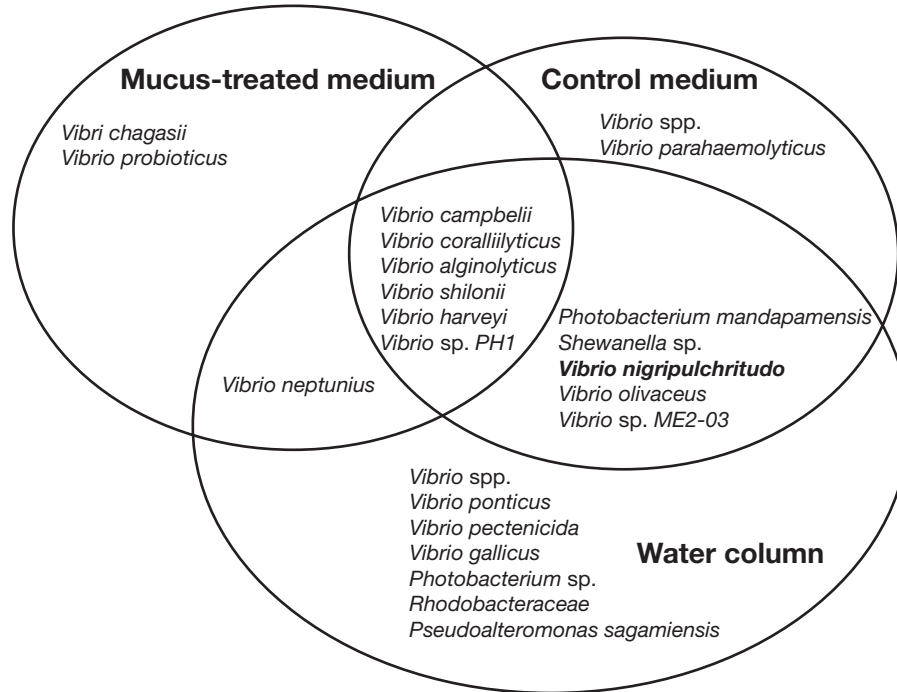 Mucus-treated medium
Vibri chagasii
Vibrio probioticus
Control medium
Vibrio spp.
Vibrio parahaemolyticus
Vibrio campbelii
Vibrio coralliilyticus
Vibrio alginolyticus
Vibrio shilonii
Vibrio harveyi
Vibrio sp. PH1
Photobacterium mandapamensis
Shewanella sp.
Vibrio nigripulchritudo
Vibrio olivaceus
Vibrio sp. ME2-03
Vibrio neptunius
Vibrio spp.
Vibrio ponticus
Vibrio pectenicida
Vibrio gallicus
Photobacterium sp.
Rhodobacteraceae
Pseudoalteromonas sagamiensis
Water column